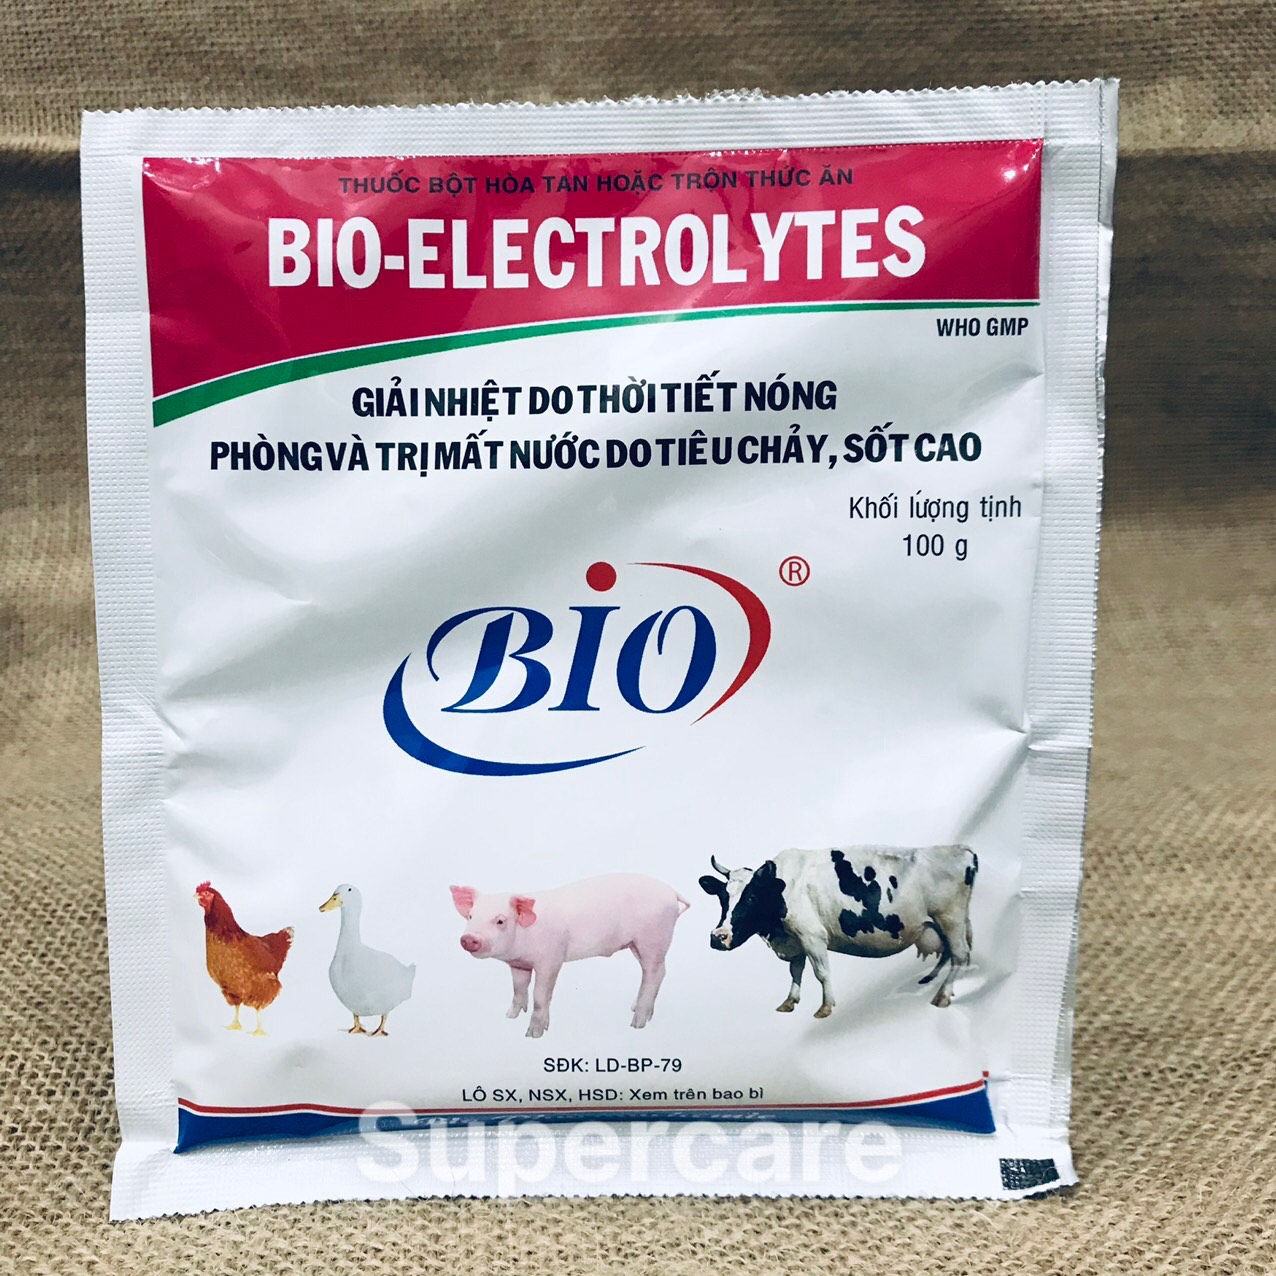 THUỐC BỘT HÒA TAN HOẶC TRỘN THỨC ĂN
BIO-ELECTROLYTES
WHO GMP
GIẢI NHIỆT DO THỜI TIẾT NÓNG
PHÒNG VÀ TRỊ MẤT NƯỚC DO TIÊU CHẢY, SỐT CAO
Khối lượng tịnh
100 g
BIO ®
SĐK: LD-BP-79
LÔ SX, NSX, HSD: Xem trên bao bì
Supercare